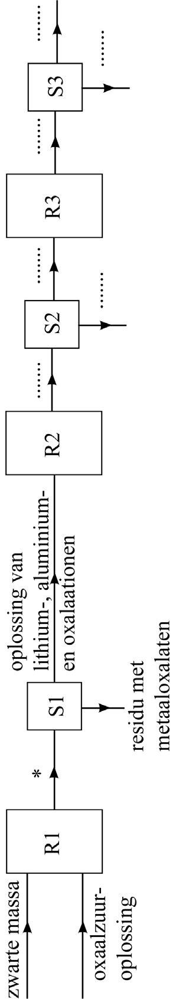 zwarte massa
oxaalzuur-
oplossing
R1
*
S1
residu met
metaaloxalaten
oplossing van
lithium-, aluminium-
en oxalaationen
R2
........
S2
........
........
R3
........
S3
........
........